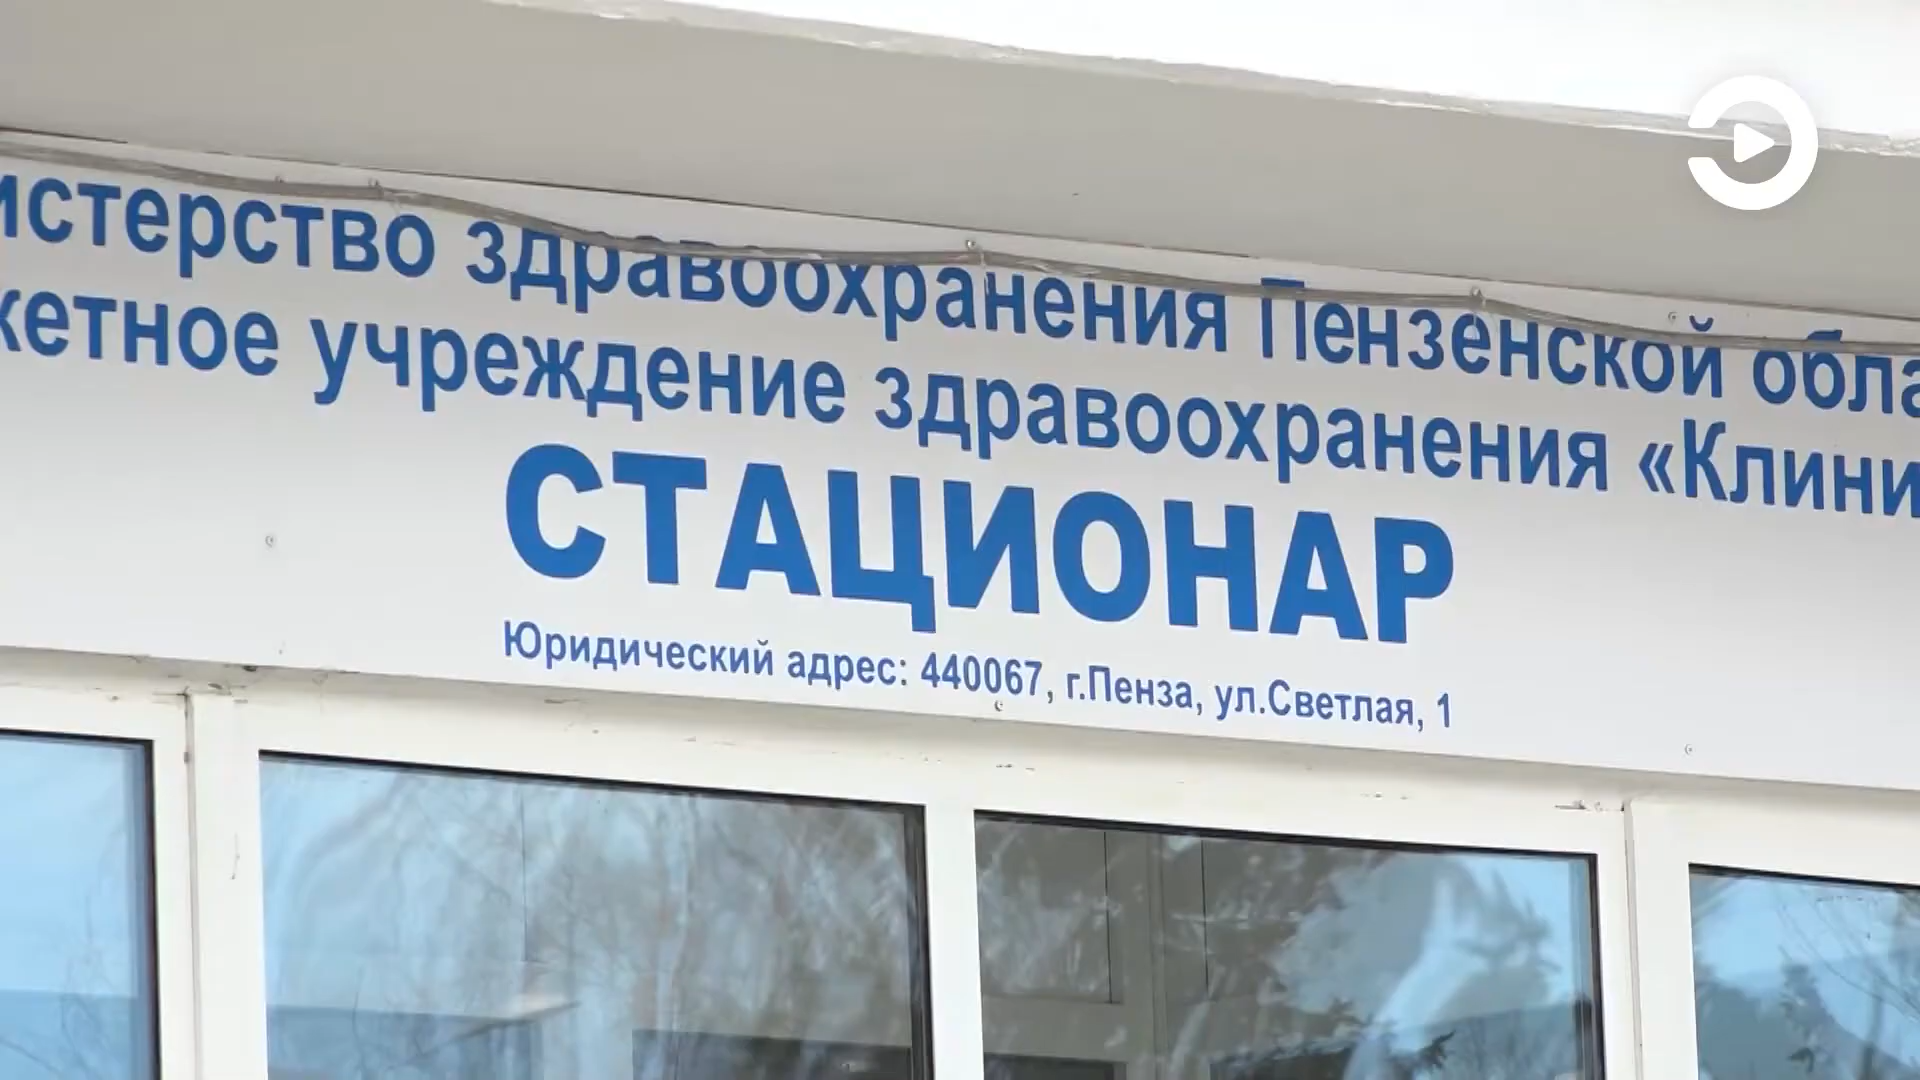 истерство здравоохранения Пензенской обла
кетное учреждение здравоохранения «Клини
СТАЦИОНАР
Юридический адрес: 440067, г.Пенза, ул.Светлая, 1